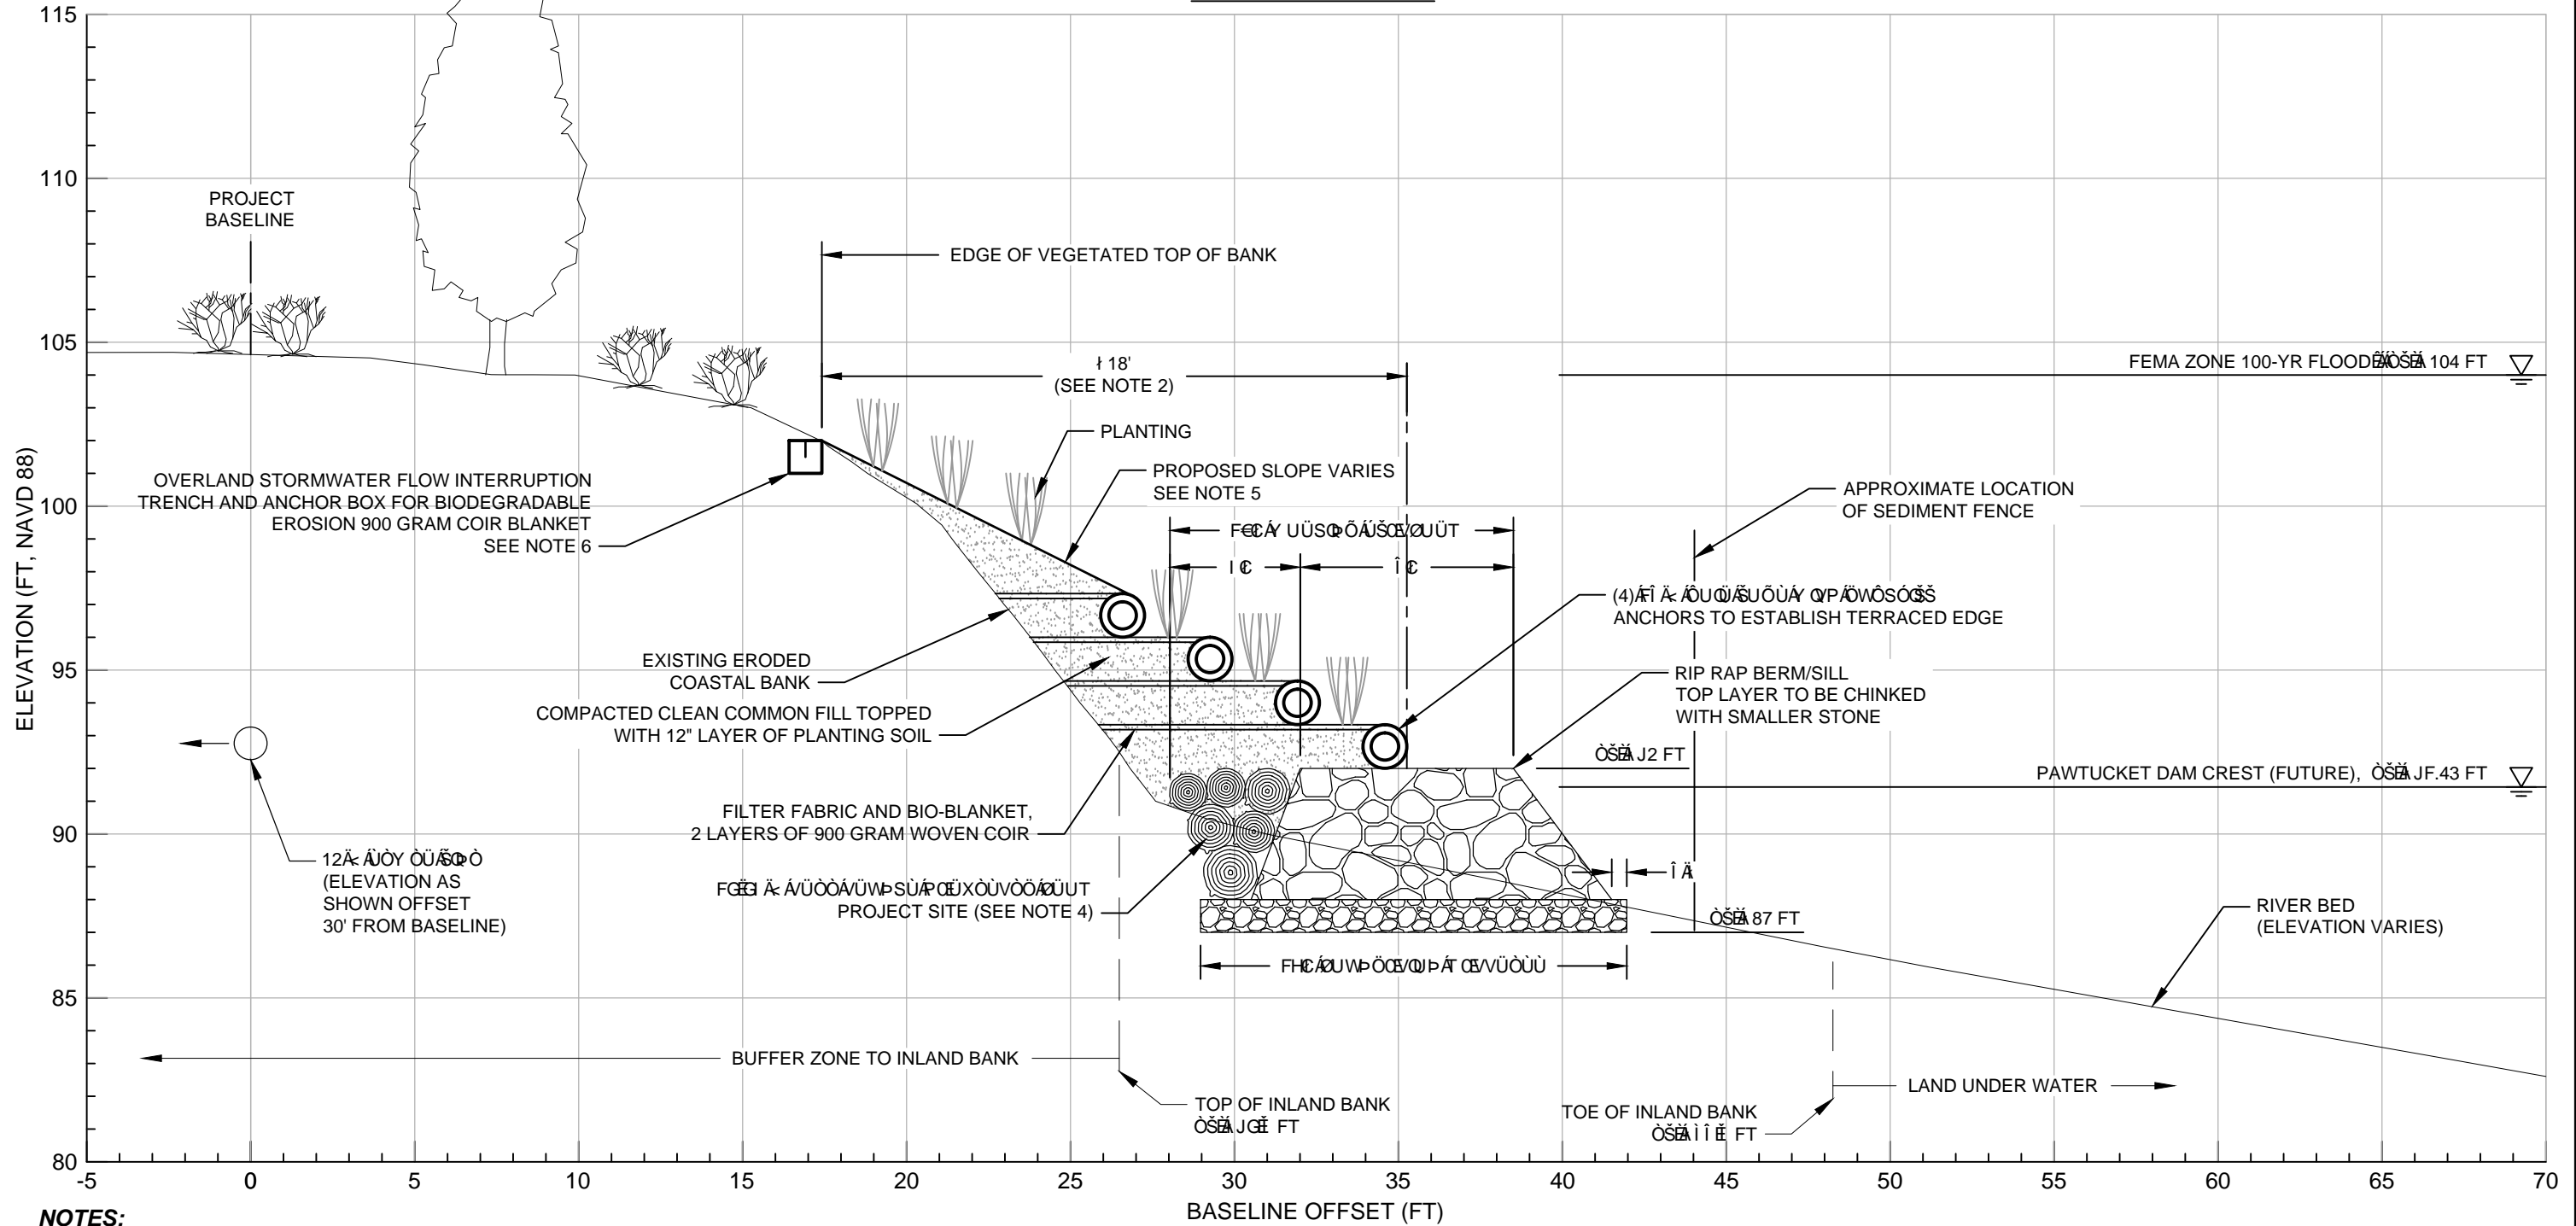 115
110
105
100
95
90
85
80
ELEVATION (FT, NAVD 88)
PROJECT
BASELINE
EDGE OF VEGETATED TOP OF BANK
18'
(SEE NOTE 2)
FEMA ZONE 100-YR FLOOD 104 FT
PLANTING
PROPOSED SLOPE VARIES
SEE NOTE 5
OVERLAND STORMWATER FLOW INTERRUPTION
TRENCH AND ANCHOR BOX FOR BIODEGRADABLE
EROSION 900 GRAM COIR BLANKET
SEE NOTE 6
APPROXIMATE LOCATION
OF SEDIMENT FENCE
(4)
ANCHORS TO ESTABLISH TERRACED EDGE
EXISTING ERODED
COASTAL BANK
RIP RAP BERM/SILL
TOP LAYER TO BE CHINKED
WITH SMALLER STONE
COMPACTED CLEAN COMMON FILL TOPPED
WITH 12" LAYER OF PLANTING SOIL
2 FT
PAWTUCKET DAM CREST (FUTURE), .43 FT
FILTER FABRIC AND BIO-BLANKET,
2 LAYERS OF 900 GRAM WOVEN COIR
12
(ELEVATION AS
SHOWN OFFSET
30' FROM BASELINE)
PROJECT SITE (SEE NOTE 4)
87 FT
RIVER BED
(ELEVATION VARIES)
BUFFER ZONE TO INLAND BANK
TOP OF INLAND BANK
FT
LAND UNDER WATER
TOE OF INLAND BANK
FT
-5 0 5 10 15 20 25 30 35 40 45 50 55 60 65 70
BASELINE OFFSET (FT)
NOTES: